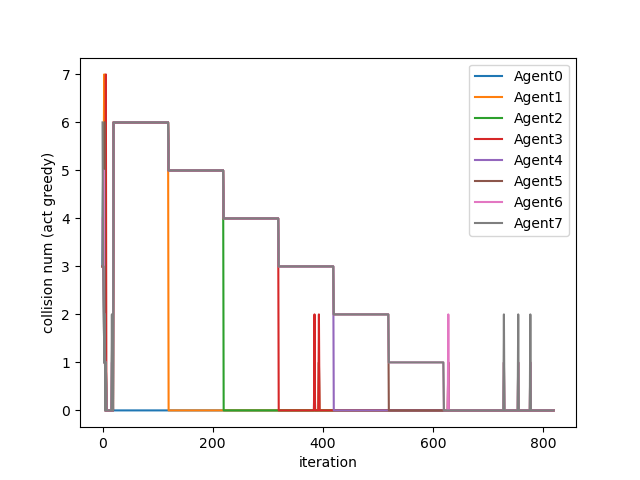 7
6
5
4
3
2
1
0
collision num (act greedy)
Agent0
Agent1
Agent2
Agent3
Agent4
Agent5
Agent6
Agent7
0 200 400 600 800
iteration